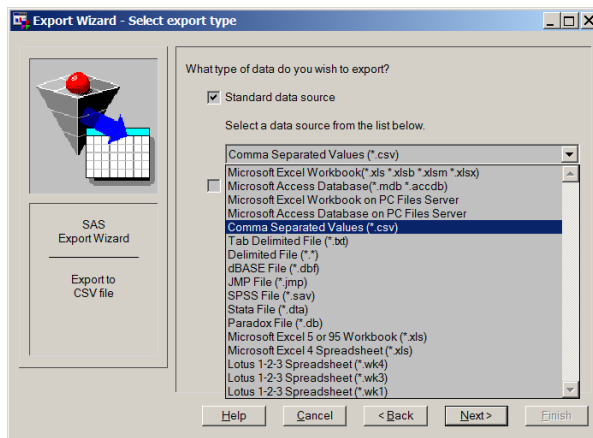 Export Wizard - Select export type
What type of data do you wish to export?
Standard data source
Select a data source from the list below.
Comma Separated Values (*.csv)
Microsoft Excel Workbook(*.xls *.xlsb *.xlsm *.xlsx)
Microsoft Access Database(*.mdb *.accdb)
Microsoft Excel Workbook on PC Files Server
Microsoft Access Database on PC Files Server
Comma Separated Values (*.csv)
Tab Delimited File (*.txt)
Delimited File (*.*)
dBASE File (*.dbf)
JMP File (*.jmp)
SPSS File (*.sav)
Stata File (*.dta)
Paradox File (*.db)
Microsoft Excel 5 or 95 Workbook (*.xls)
Microsoft Excel 4 Spreadsheet (*.xls)
Lotus 1-2-3 Spreadsheet (*.wk4)
Lotus 1-2-3 Spreadsheet (*.wk3)
Lotus 1-2-3 Spreadsheet (*.wk1)
SAS
Export Wizard
Export to
CSV file
Help
Cancel
< Back
Next >
Finish